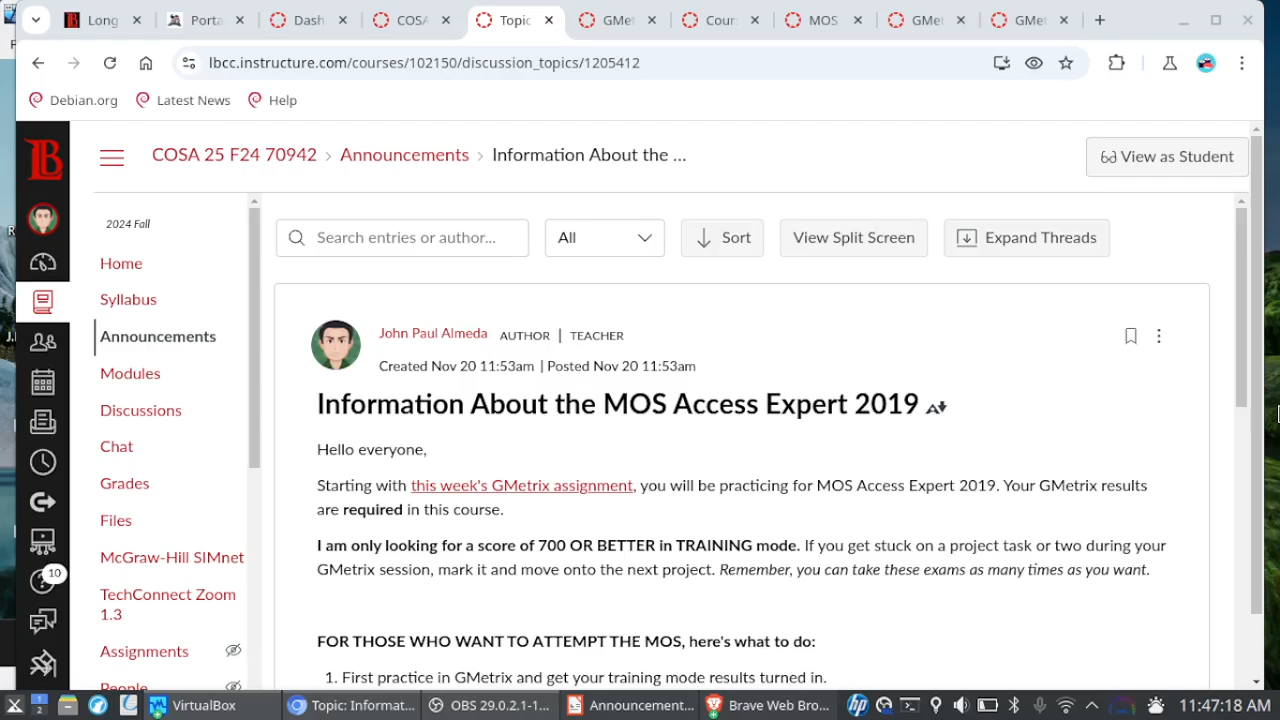 Long
Porta
Dash
COSA
Topic
GMet
Cour
MOS
GMet
GMet
lbcc.instructure.com/courses/102150/discussion_topics/1205412
Debian.org
Latest News
Help
COSA 25 F24 70942 › Announcements › Information About the ...
View as Student
2024 Fall
Home
Syllabus
Announcements
Modules
Discussions
Chat
Grades
Files
McGraw-Hill SIMnet
TechConnect Zoom
1.3
Assignments
People
10
Search entries or author...
All
Sort
View Split Screen
Expand Threads
John Paul Almeda AUTHOR | TEACHER
Created Nov 20 11:53am | Posted Nov 20 11:53am
Information About the MOS Access Expert 2019
Hello everyone,
Starting with this week's GMetrix assignment, you will be practicing for MOS Access Expert 2019. Your GMetrix results
are required in this course.
I am only looking for a score of 700 OR BETTER in TRAINING mode. If you get stuck on a project task or two during your
GMetrix session, mark it and move onto the next project. Remember, you can take these exams as many times as you want.
FOR THOSE WHO WANT TO ATTEMPT THE MOS, here's what to do:
1. First practice in GMetrix and get your training mode results turned in.
1
2
VirtualBox
Topic: Informat...
OBS 29.0.2.1-1...
Announcement...
Brave Web Bro...
11:47:18 AM